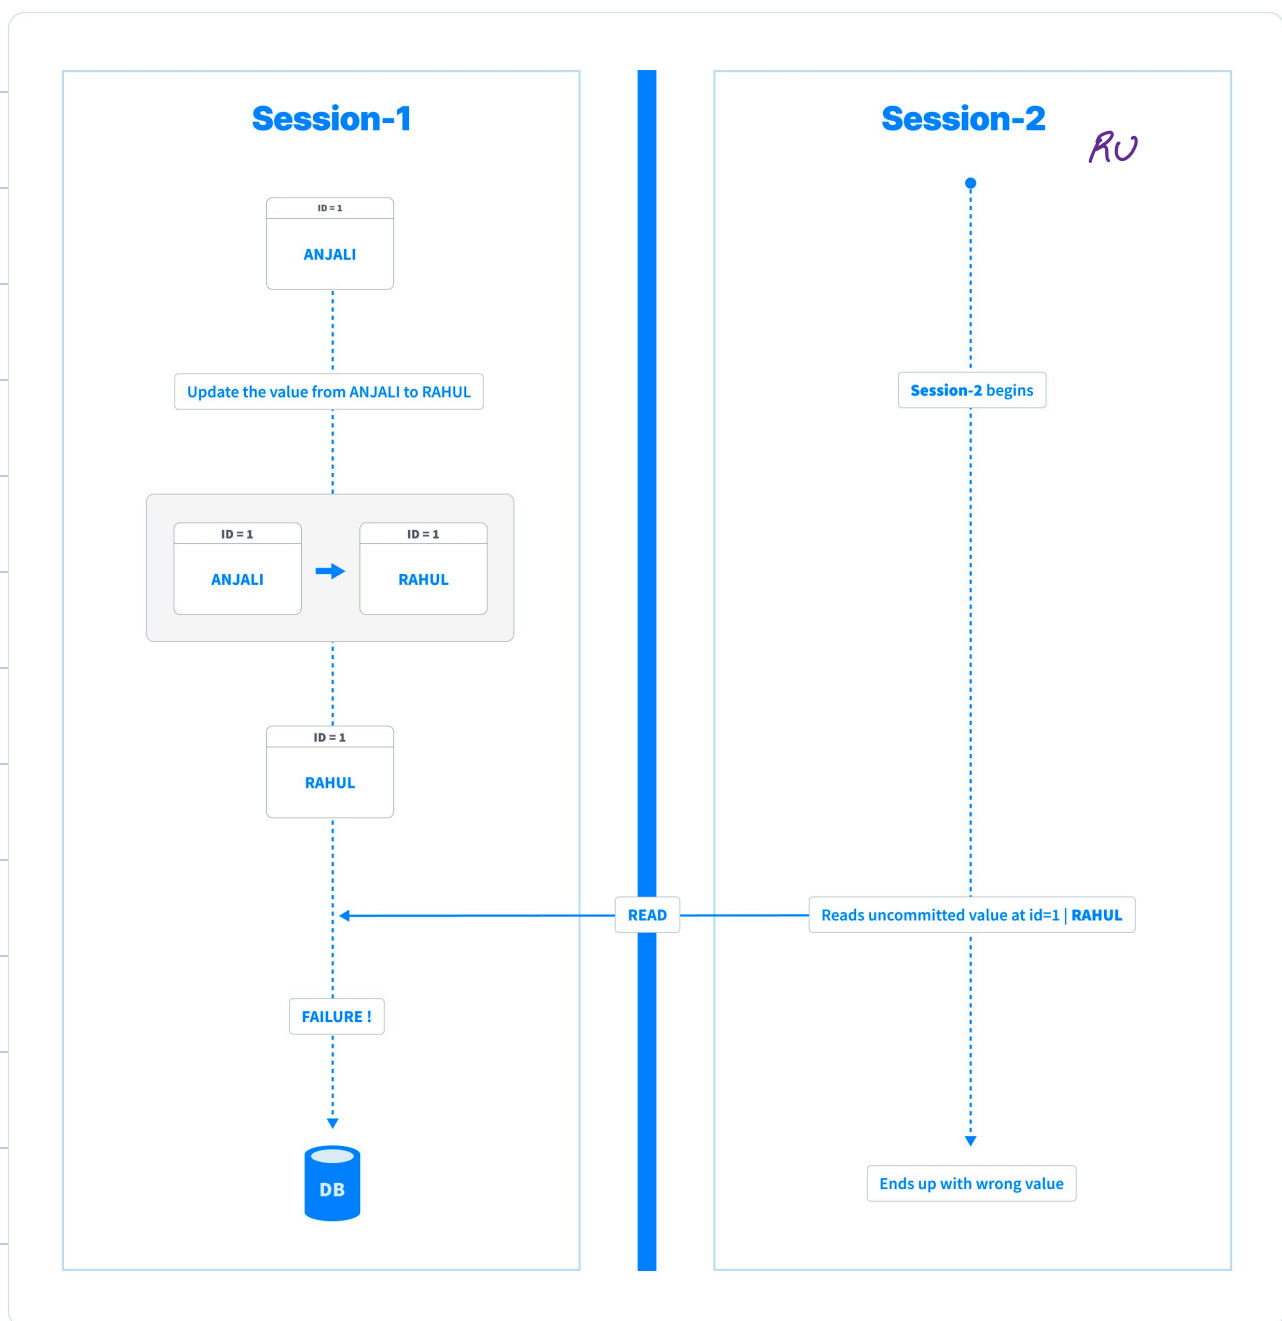 Session-1
ID = 1
ANJALI
Update the value from ANJALI to RAHUL
ID = 1
ANJALI
ID = 1
RAHUL
ID = 1
RAHUL
FAILURE !
DB
READ
Session-2
RU
Session-2 begins
Reads uncommitted value at id=1 | RAHUL
Ends up with wrong value